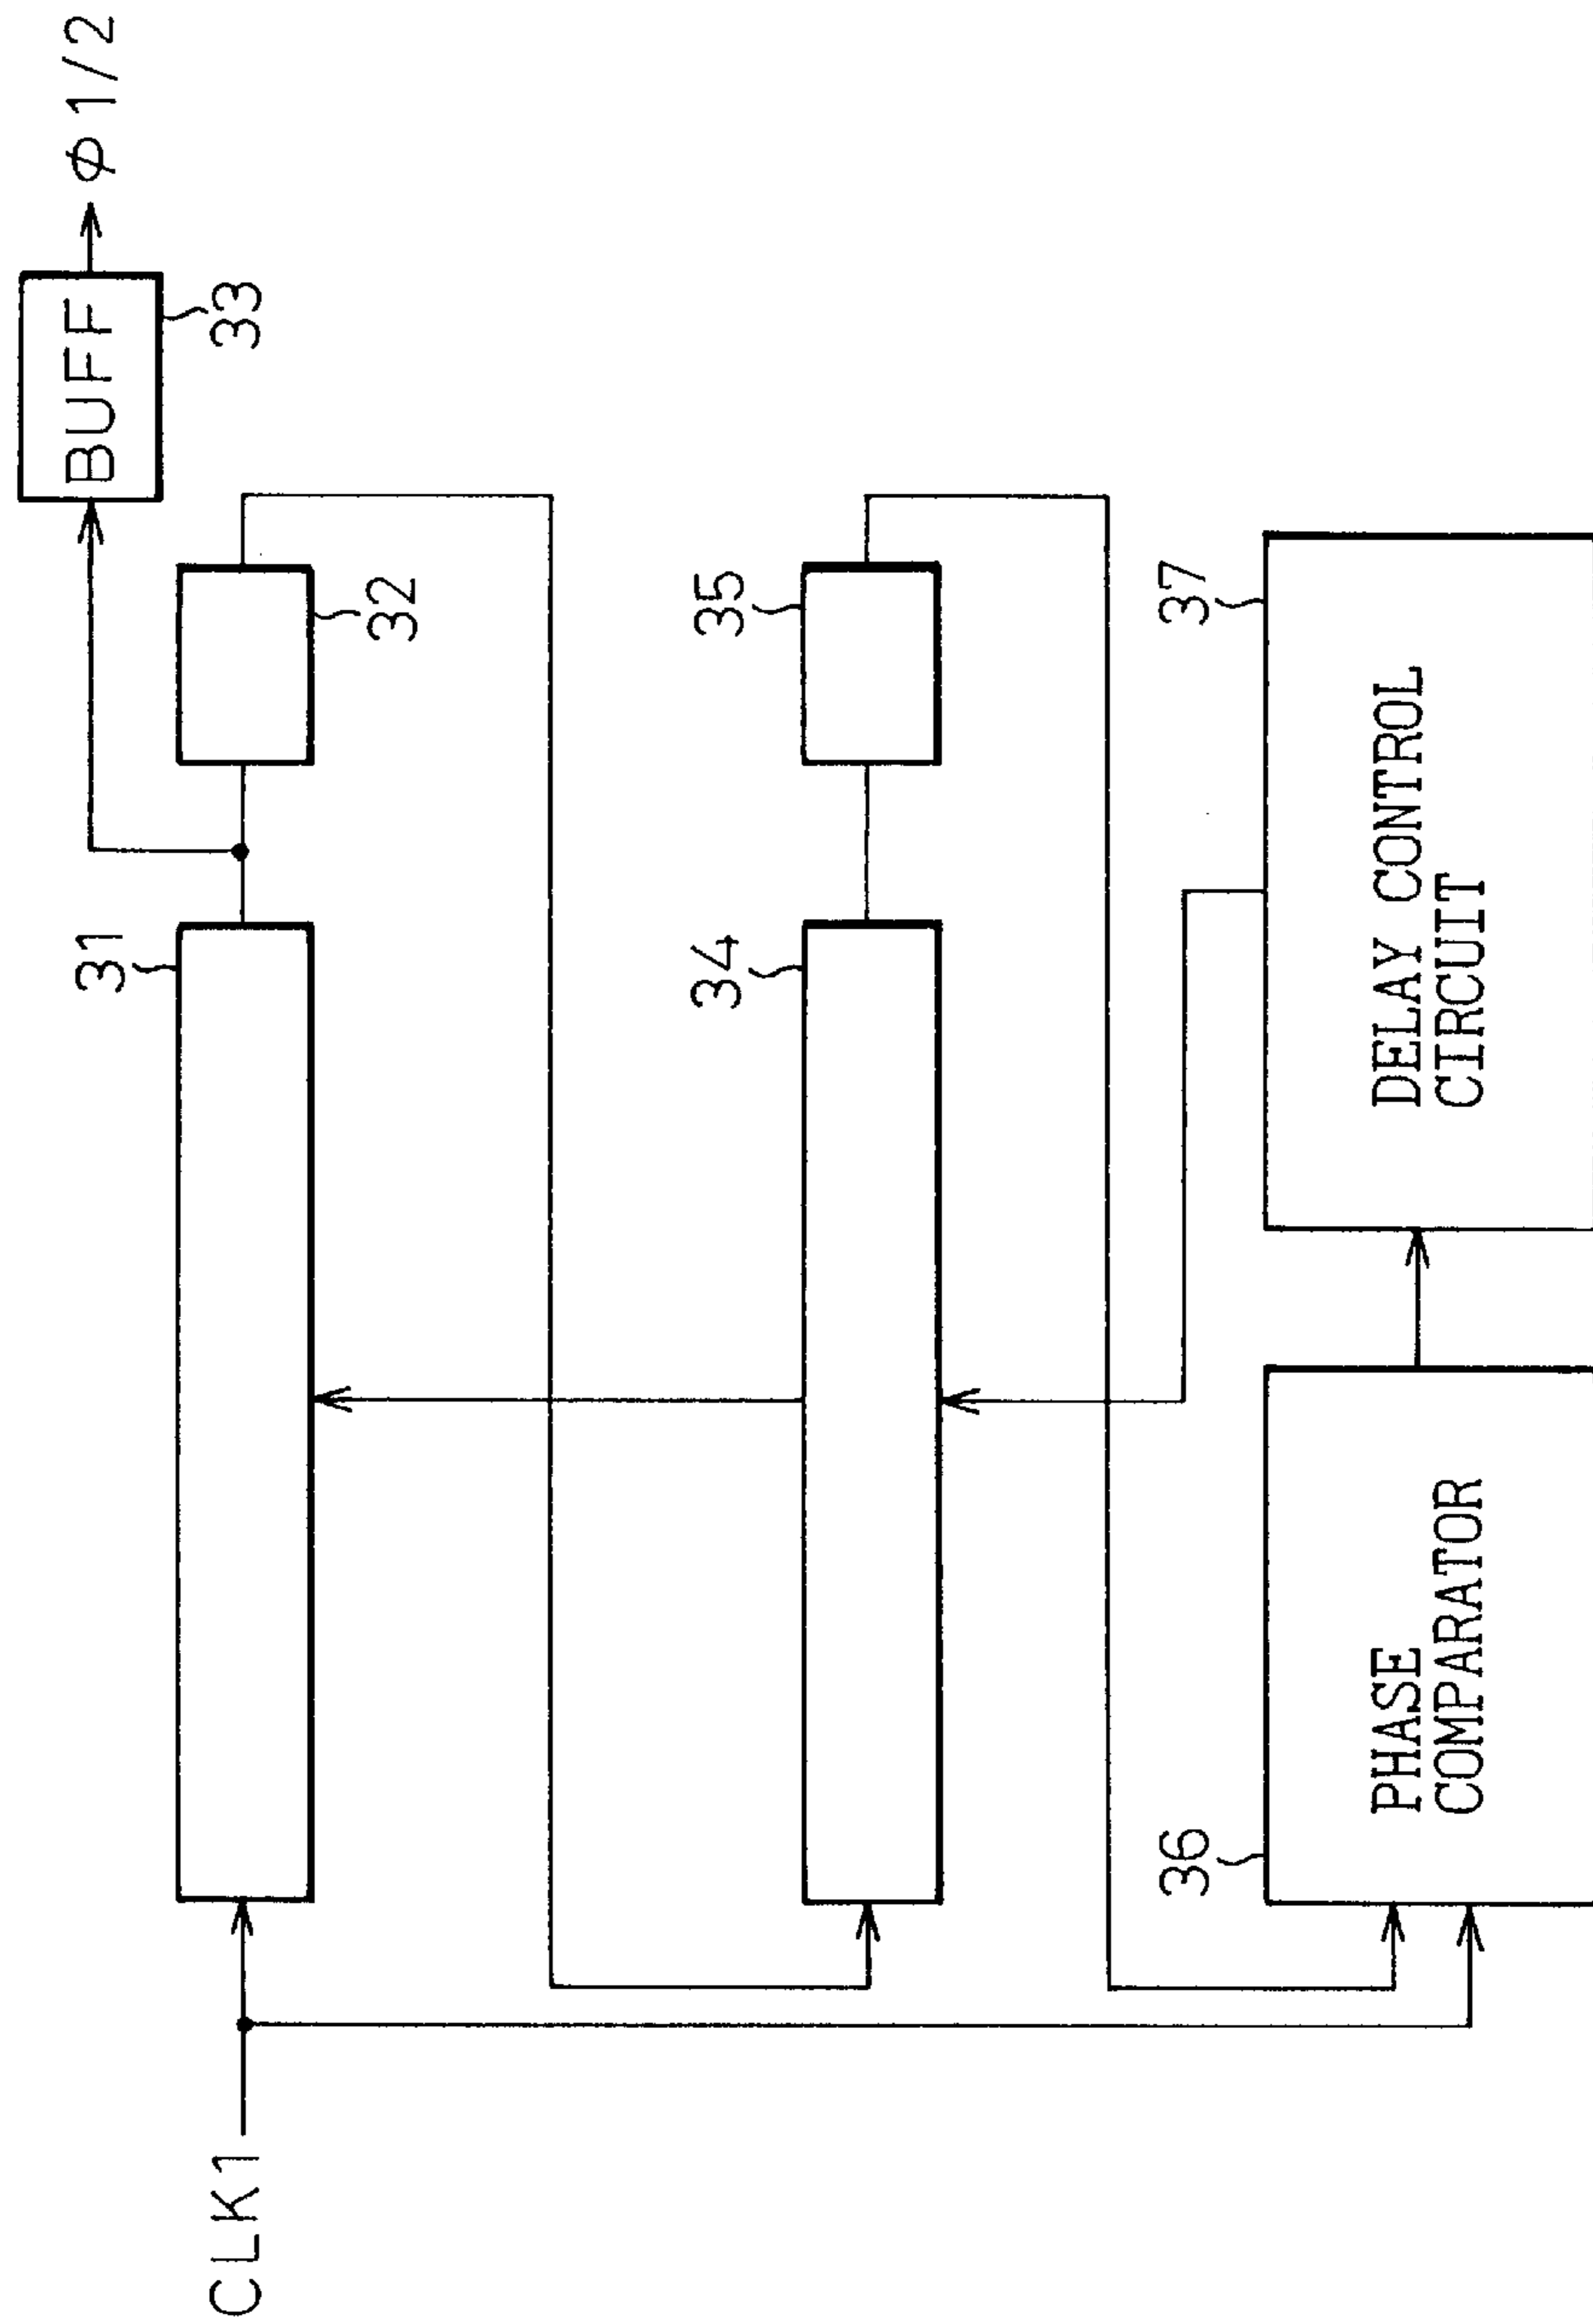 BUFF
φ1/2
33
31
32
CLK1
34
35
36
PHASE
COMPARATOR
37
DELAY CONTROL
CIRCUIT